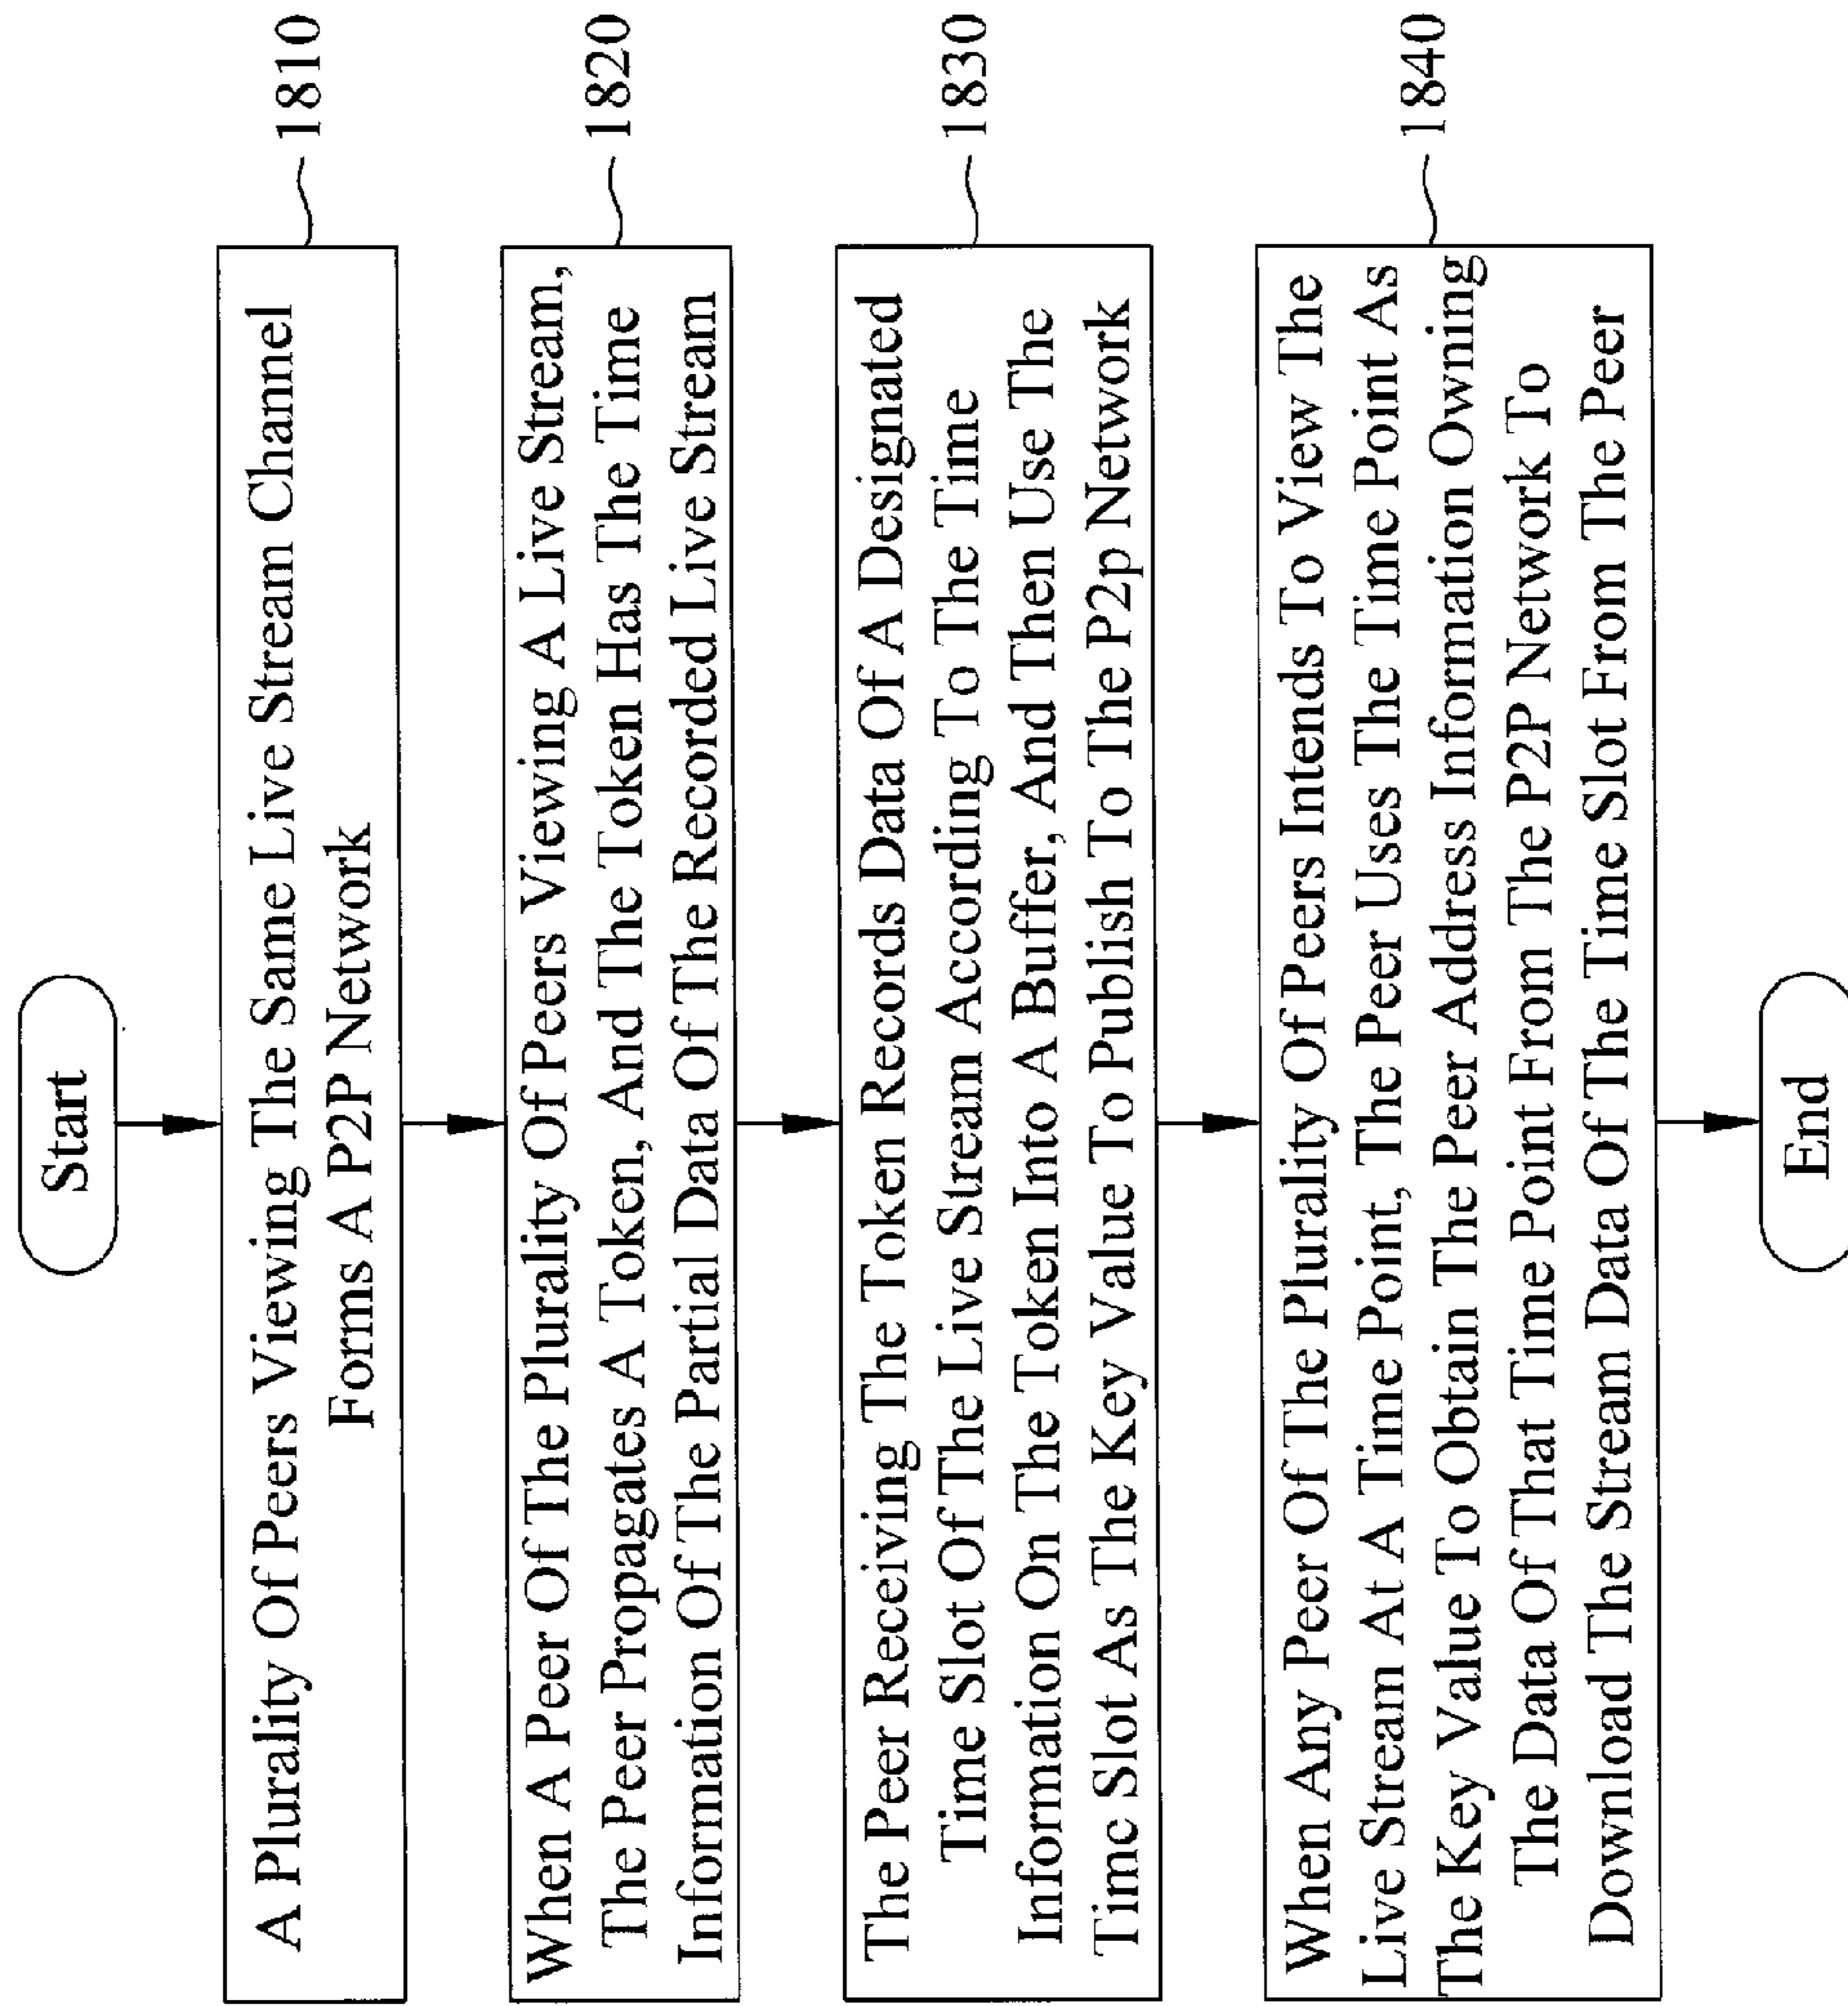 Start
A Plurality Of Peers Viewing The Same Live Stream Channel
Forms A P2P Network
1810
When A Peer Of The Plurality Of Peers Viewing A Live Stream,
The Peer Propagates A Token, And The Token Has The Time
Information Of The Partial Data Of The Recorded Live Stream
1820
The Peer Receiving The Token Records Data Of A Designated
Time Slot Of The Live Stream According To The Time
Information On The Token Into A Buffer, And Then Use The
Time Slot As The Key Value To Publish To The P2p Network
1830
When Any Peer Of The Plurality Of Peers Intends To View The
Live Stream At A Time Point, The Peer Uses The Time Point As
The Key Value To Obtain The Peer Address Information Owning
The Data Of That Time Point From The P2P Network To
Download The Stream Data Of The Time Slot From The Peer
1840
End